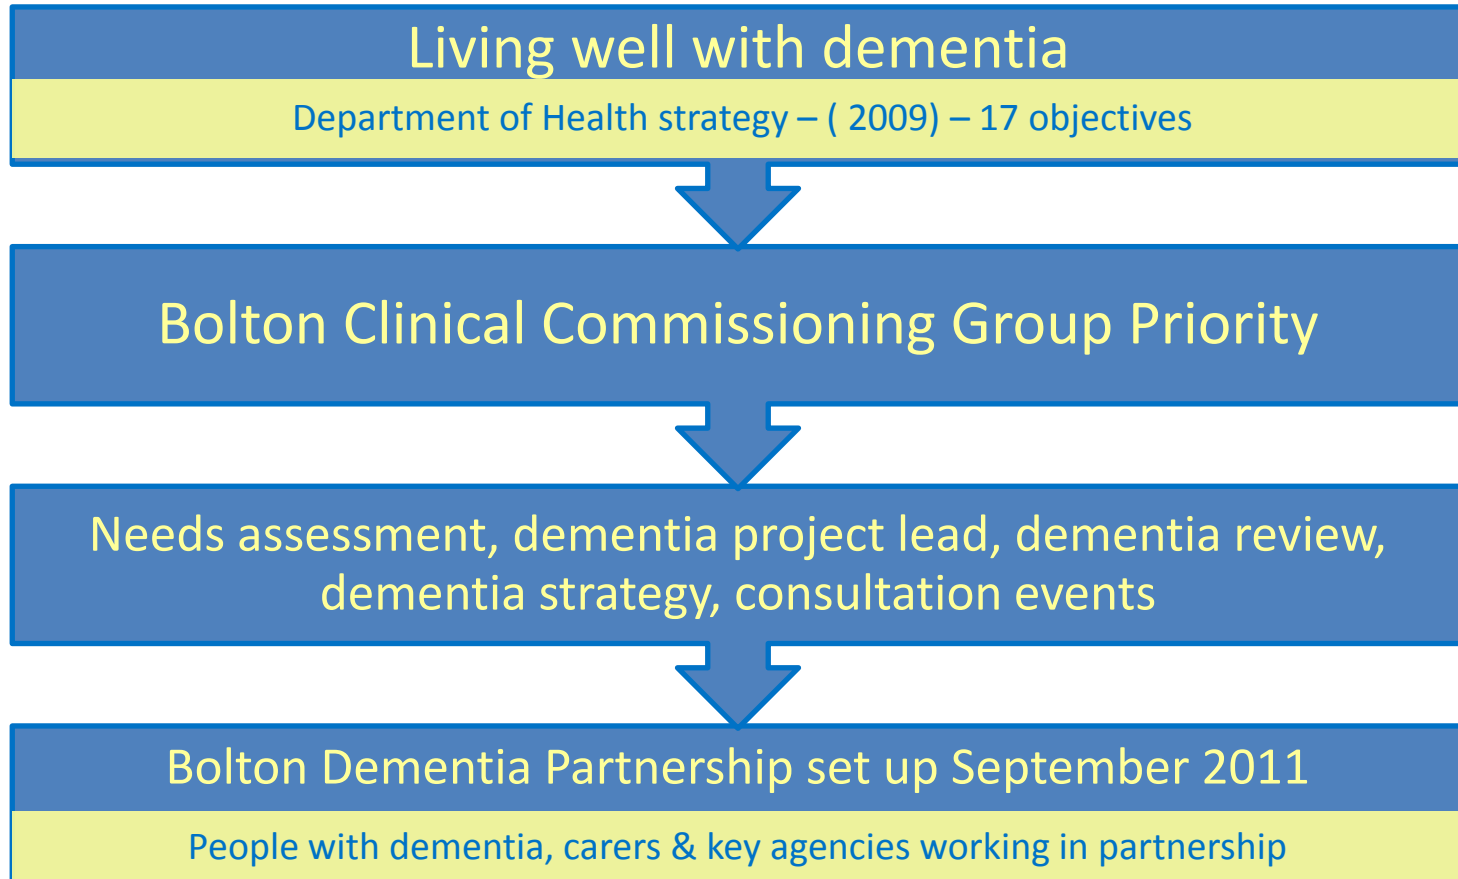 Living well with dementia
Department of Health strategy – ( 2009) – 17 objectives
Bolton Clinical Commissioning Group Priority
Needs assessment, dementia project lead, dementia review,
dementia strategy, consultation events
Bolton Dementia Partnership set up September 2011
People with dementia, carers & key agencies working in partnership